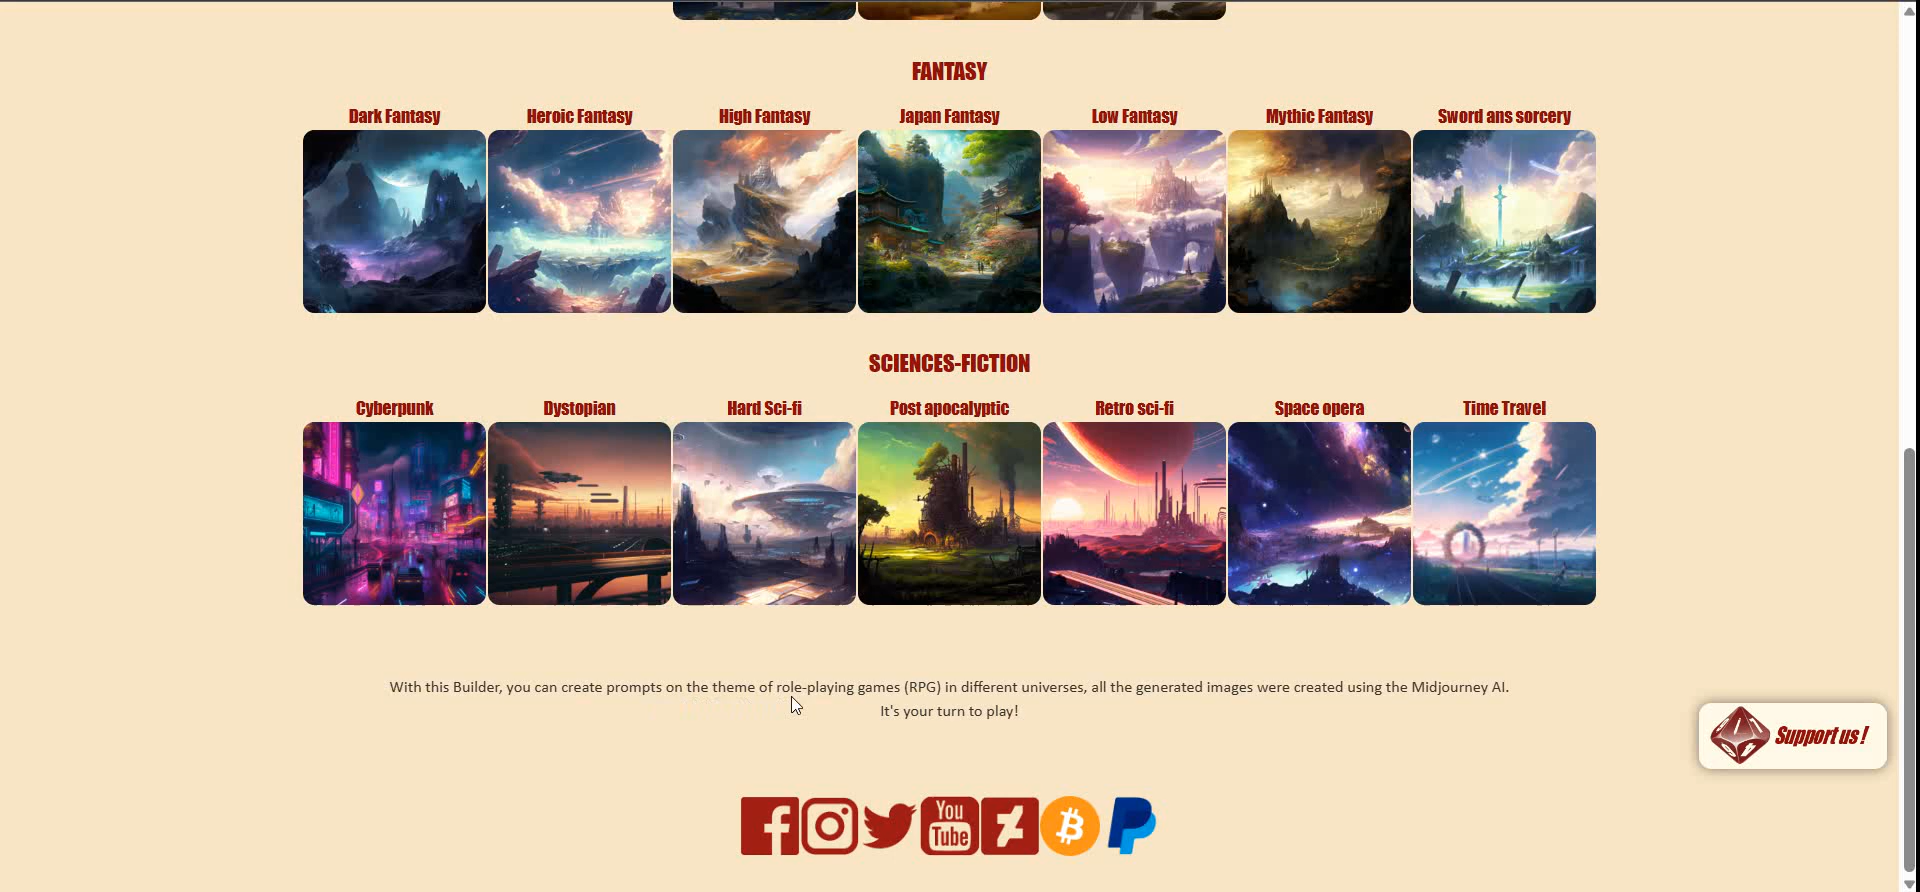 FANTASY
Dark Fantasy
Heroic Fantasy
High Fantasy
Japan Fantasy
Low Fantasy
Mythic Fantasy
Sword ans sorcery
SCIENCES-FICTION
Cyberpunk
Dystopian
Hard Sci-fi
Post apocalyptic
Retro sci-fi
Space opera
Time Travel
With this Builder, you can create prompts on the theme of role-playing games (RPG) in different universes, all the generated images were created using the Midjourney AI.
It's your turn to play!
Support us !
You
Tube